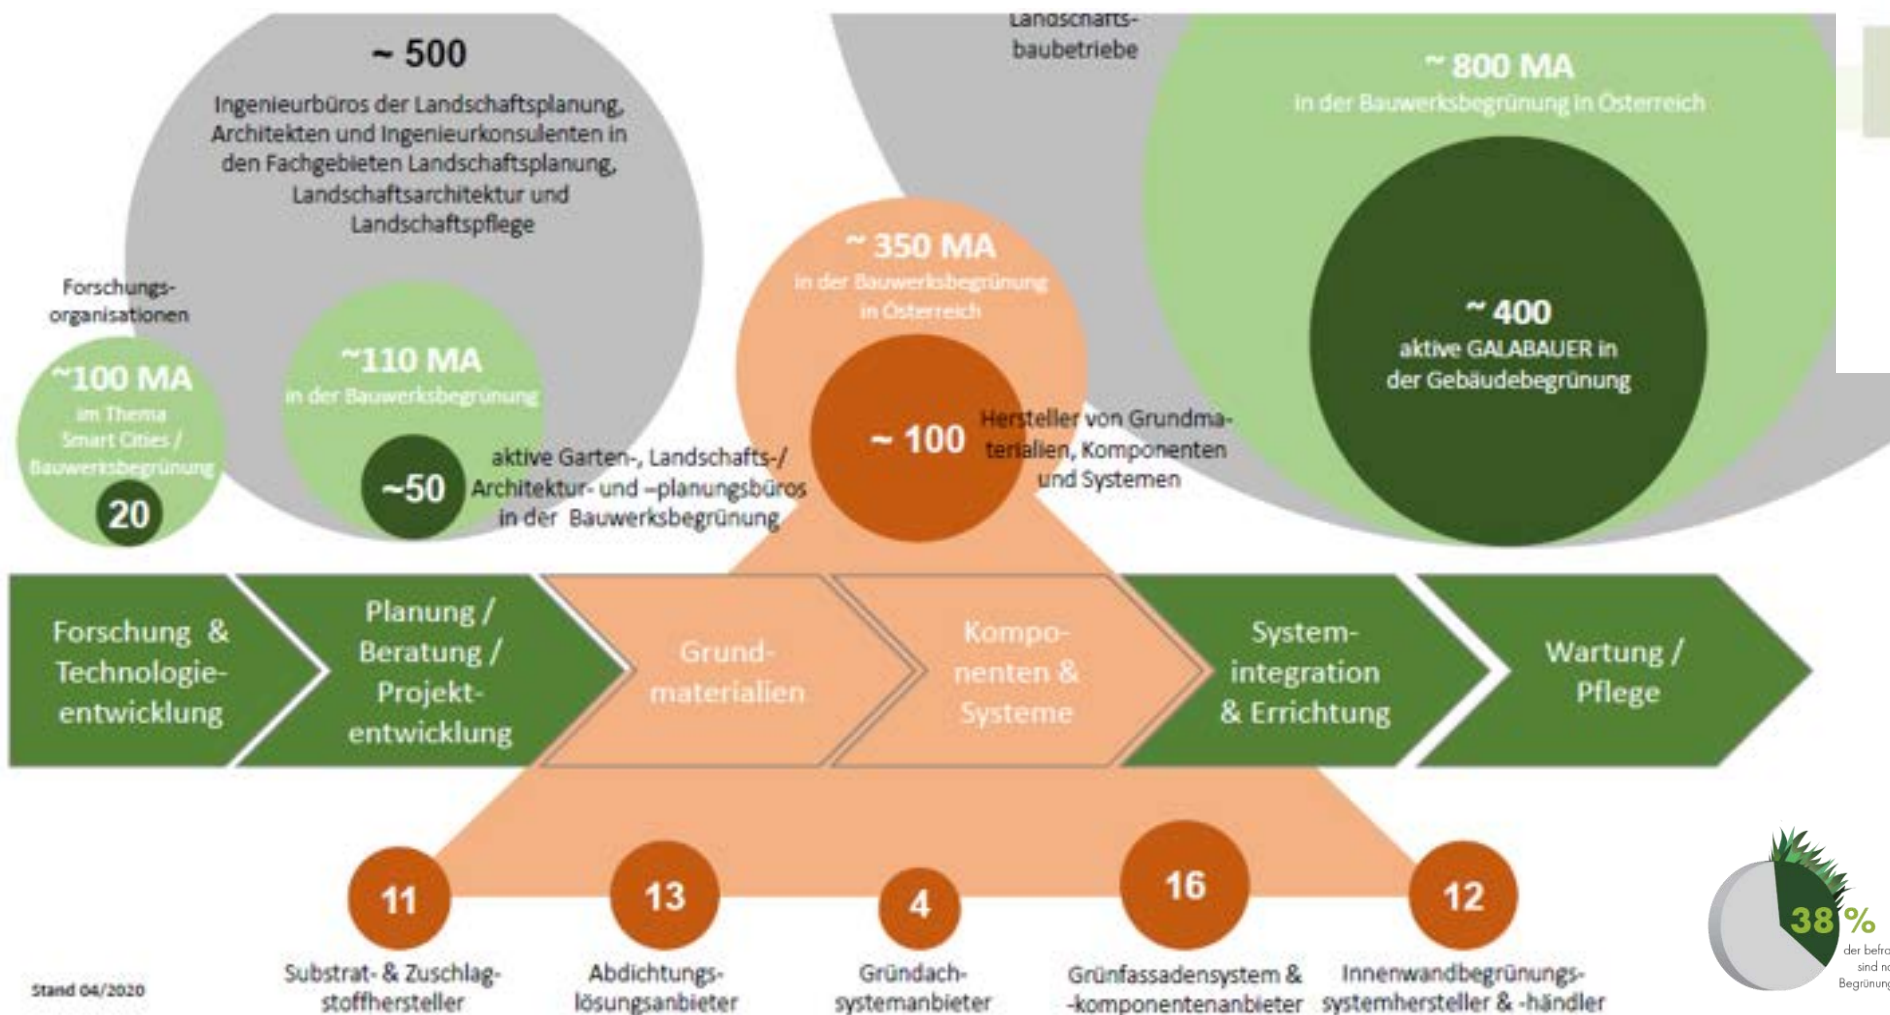 ~ 500
Ingenieurbüros der Landschaftsplanung,
Architekten und Ingenieurkonsulenten in
den Fachgebieten Landschaftsplanung,
Landschaftsarchitektur und
Landschaftspflege
Landschafts-
baubetriebe
~ 800 MA
in der Bauwerksbegrünung in Österreich
~ 350 MA
in der Bauwerksbegrünung
in Österreich
Forschungs-
organisationen
~100 MA
im Thema
Smart Cities /
Bauwerksbegrünung
20
~110 MA
in der Bauwerksbegrünung
~50
aktive Garten-, Landschafts-/
Architektur- und –planungsbüros
in der Bauwerksbegrünung
~ 100
Hersteller von Grundma-
terialien, Komponenten
und Systemen
~ 400
aktive GALABAUER in
der Gebäudebegrünung
Forschung &
Technologie-
entwicklung
Planung /
Beratung /
Projekt-
entwicklung
Grund-
materialien
Kompo-
nenten &
Systeme
System-
integration
& Errichtung
Wartung /
Pflege
11
Substrat- & Zuschlag-
stoffhersteller
13
Abdichtungs-
lösungsanbieter
4
Gründach-
systemanbieter
16
Grünfassadensystem &
-komponentenanbieter
12
Innenwandbegrünungs-
systemhersteller & -händler
Stand 04/2020
38 %
der befra
sind na
Begrünung